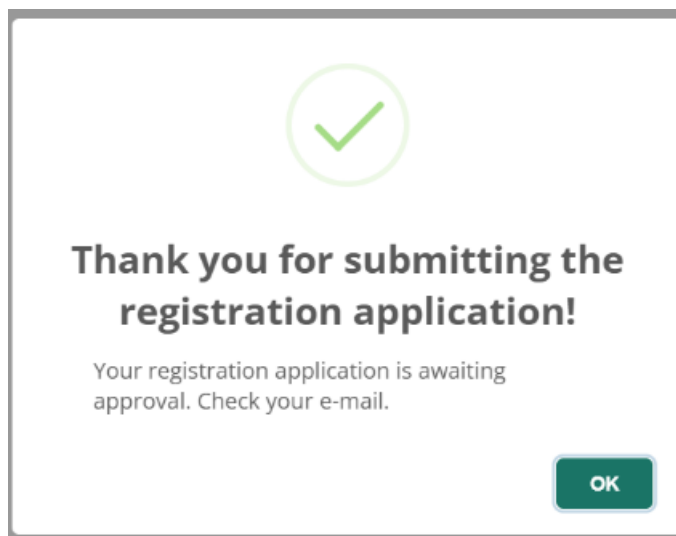 Thank you for submitting the
registration application!
Your registration application is awaiting
approval. Check your e-mail.
OK